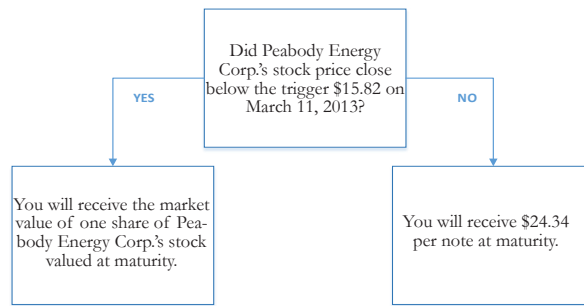 Did Peabody Energy
Corp.’s stock price close
below the trigger $15.82 on
March 11, 2013?
YES
NO
You will receive the market
value of one share of Pea-
body Energy Corp.’s stock
valued at maturity.
You will receive $24.34
per note at maturity.